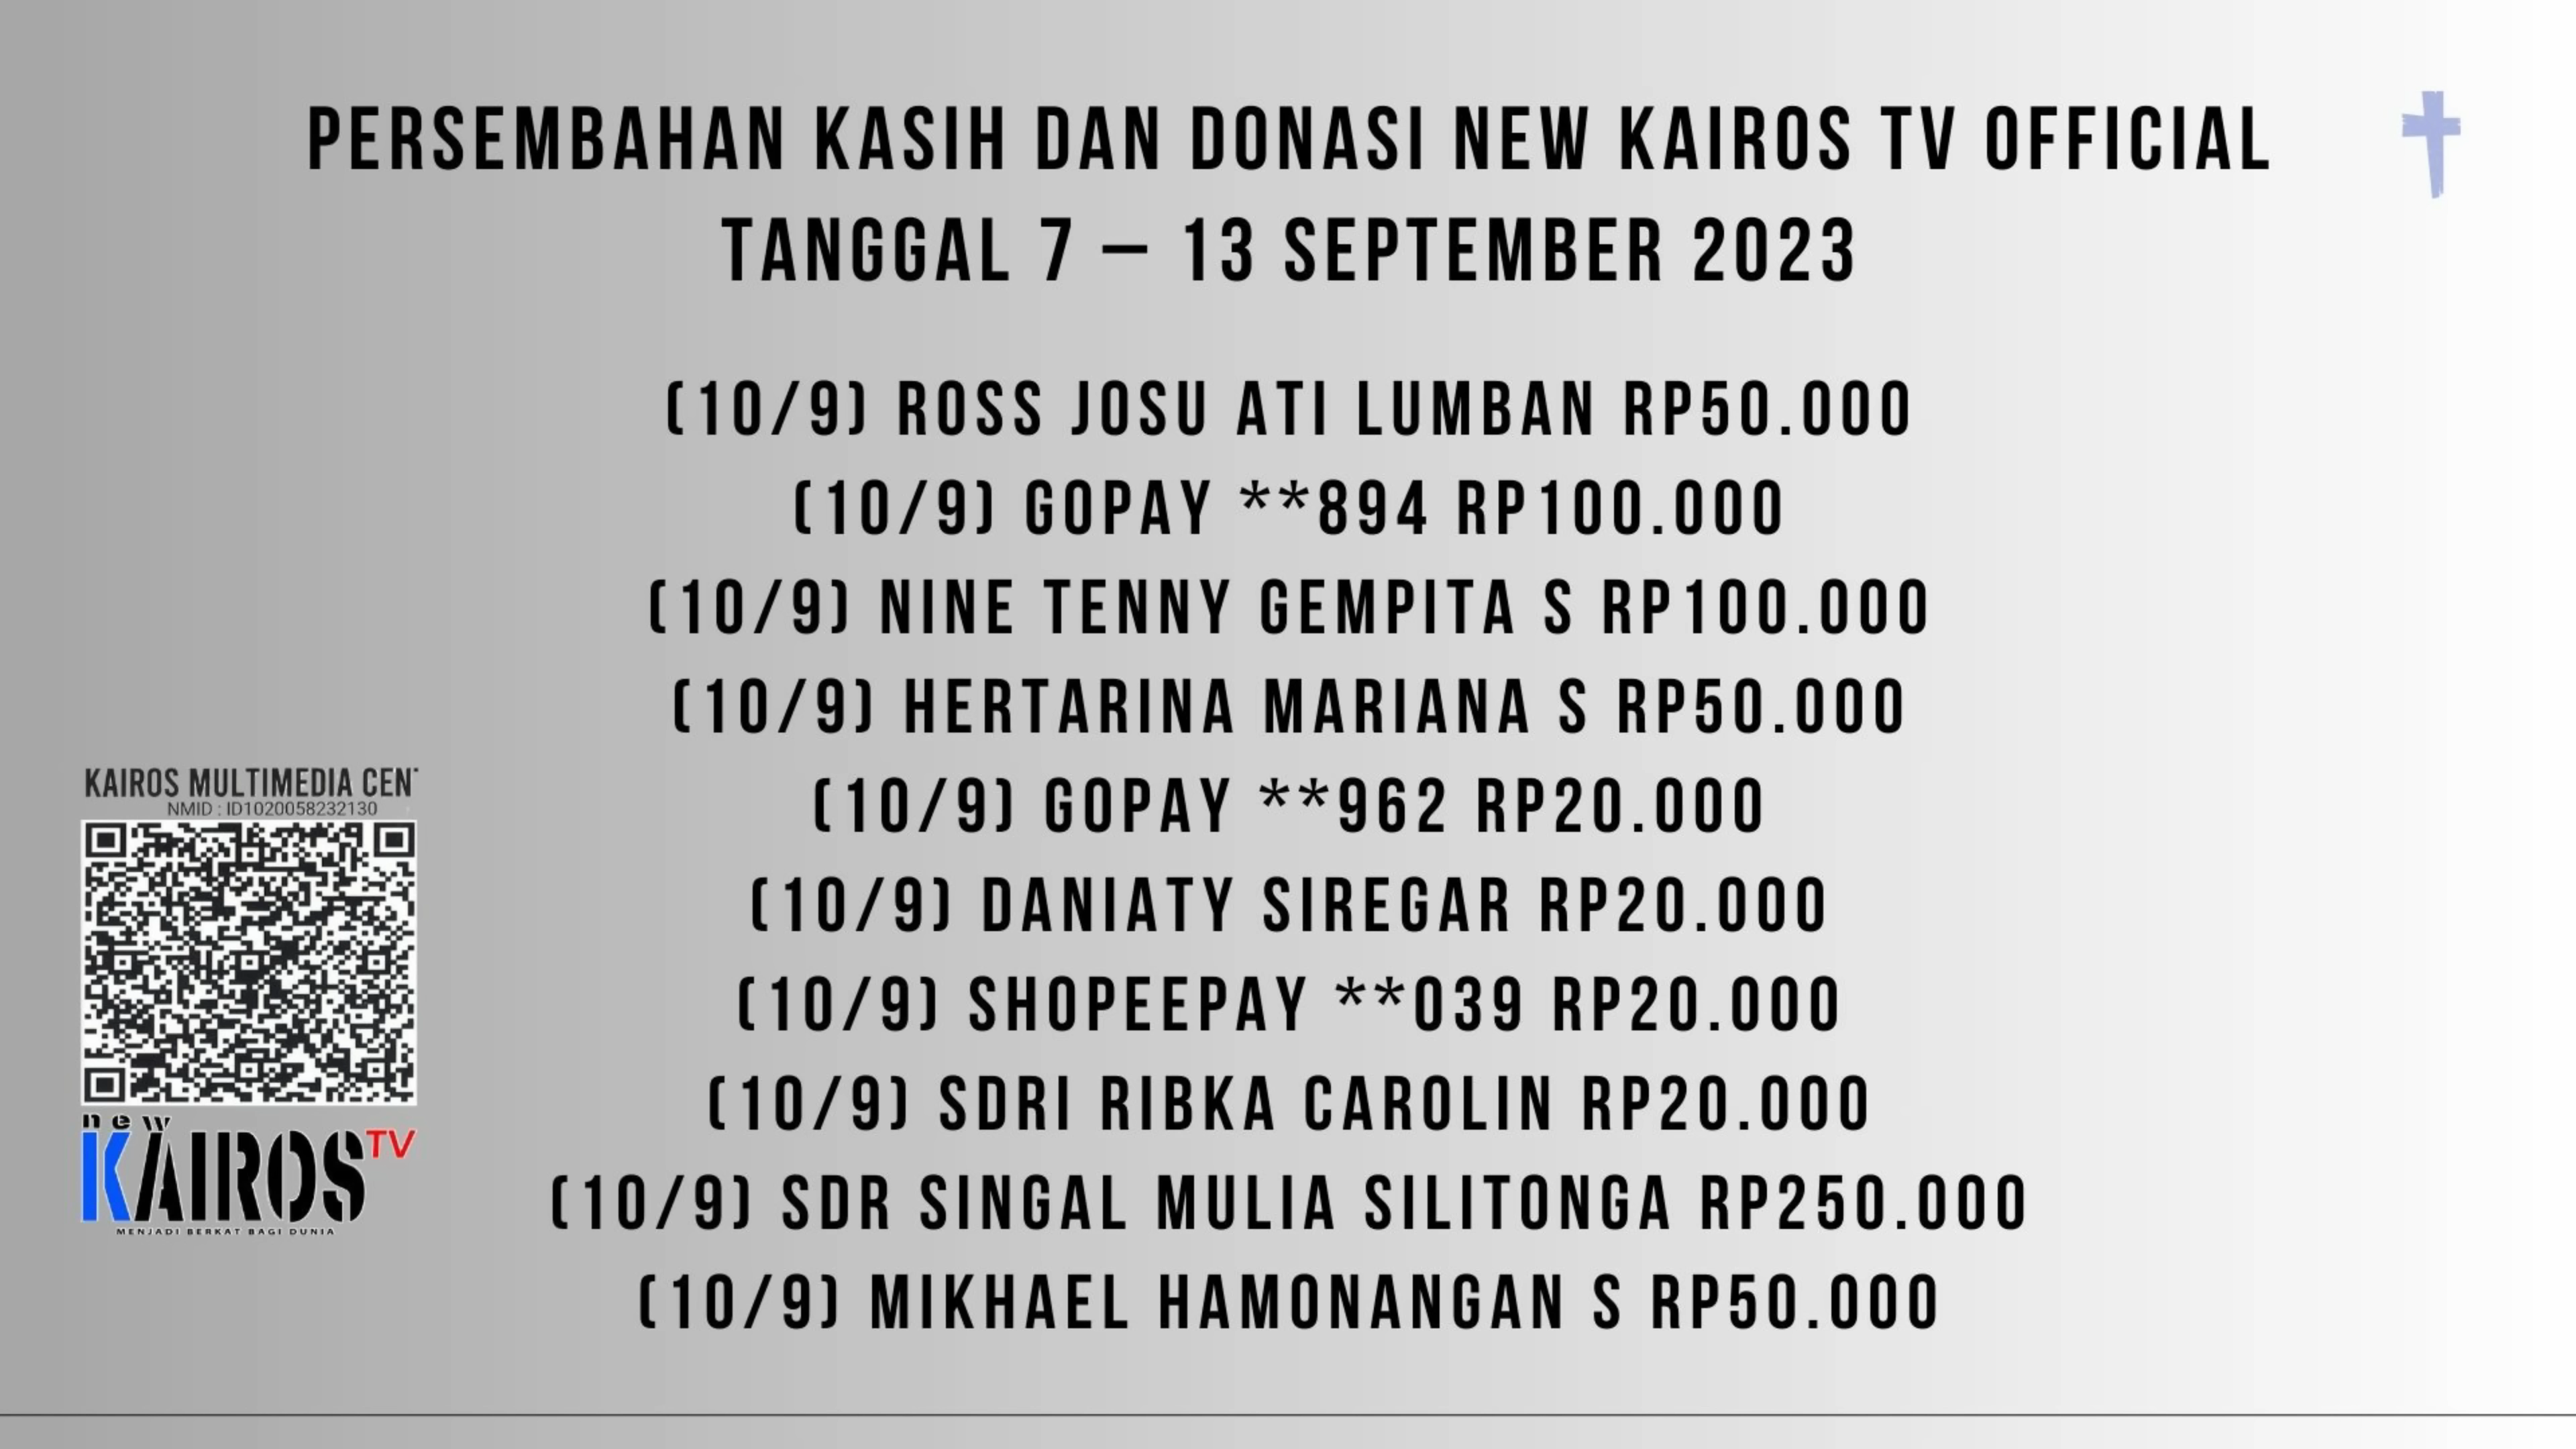 PERSEMBAHAN KASIH DAN DONASI NEW KAIROS TV OFFICIAL
TANGGAL 7 – 13 SEPTEMBER 2023
(10/9) ROSS JOSU ATI LUMBAN RP50.000
(10/9) GOPAY **894 RP100.000
(10/9) NINE TENNY GEMPITA S RP100.000
(10/9) HERTARINA MARIANA S RP50.000
(10/9) GOPAY **962 RP20.000
(10/9) DANIATY SIREGAR RP20.000
(10/9) SHOPEEPAY **039 RP20.000
(10/9) SDRI RIBKA CAROLIN RP20.000
(10/9) SDR SINGAL MULIA SILITONGA RP250.000
(10/9) MIKHAEL HAMONANGAN S RP50.000
KAIROS MULTIMEDIA CEN
NMID : ID1020058232130
new
KAIROS TV
MENJADI BERKAT BAGI DUNIA